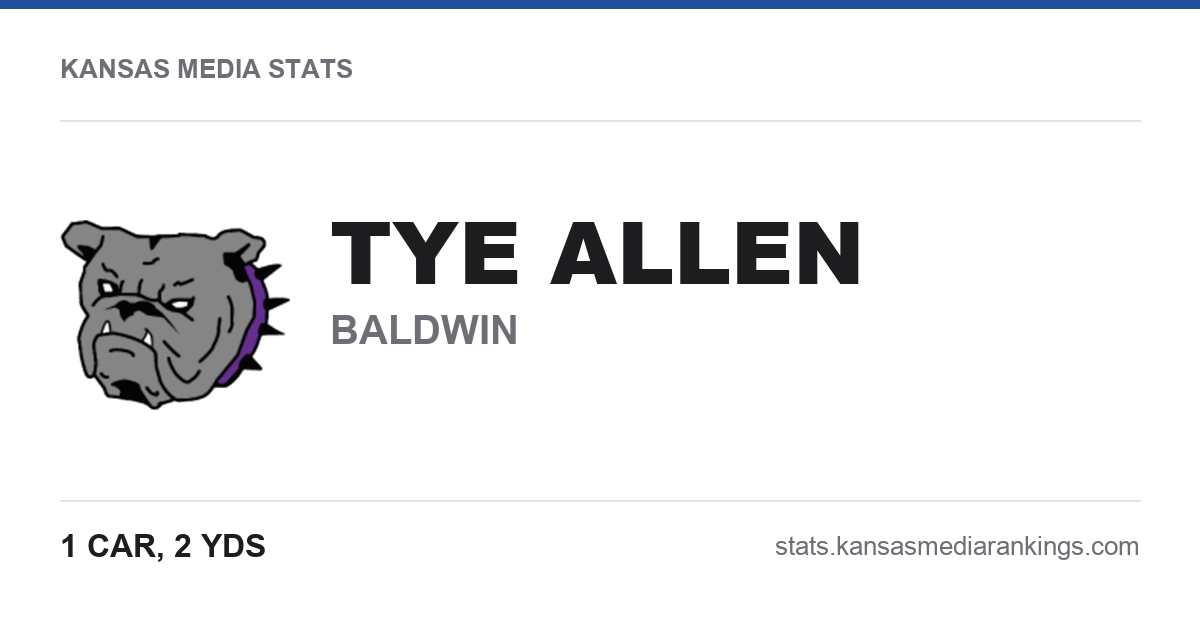 KANSAS MEDIA STATS
TYE ALLEN
BALDWIN
1 CAR, 2 YDS
stats.kansasmediarankings.com